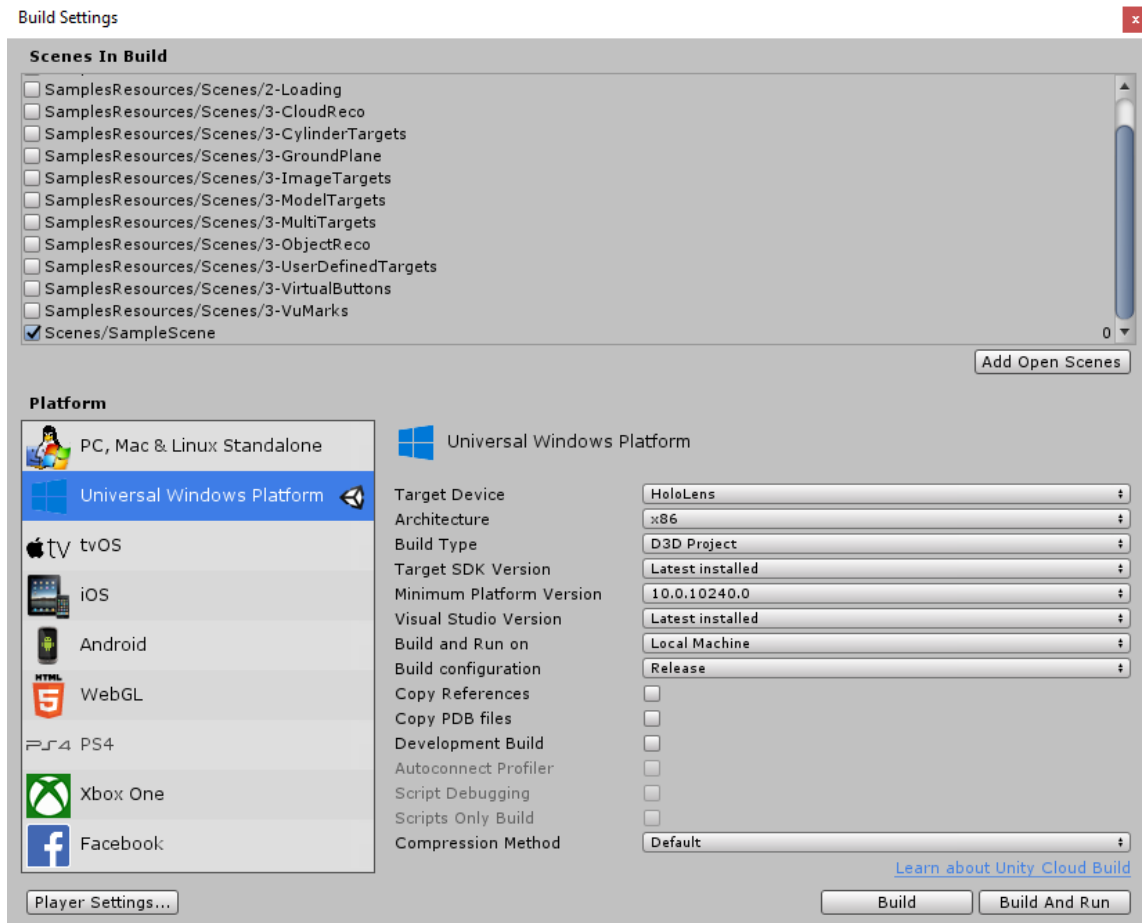 Build Settings
x
Scenes In Build
SamplesResources/Scenes/2-Loading
SamplesResources/Scenes/3-CloudReco
SamplesResources/Scenes/3-CylinderTargets
SamplesResources/Scenes/3-GroundPlane
SamplesResources/Scenes/3-ImageTargets
SamplesResources/Scenes/3-ModelTargets
SamplesResources/Scenes/3-MultiTargets
SamplesResources/Scenes/3-ObjectReco
SamplesResources/Scenes/3-UserDefinedTargets
SamplesResources/Scenes/3-VirtualButtons
SamplesResources/Scenes/3-VuMarks
Scenes/SampleScene 0
Add Open Scenes
Platform
PC, Mac & Linux Standalone
Universal Windows Platform
tv tvOS
iOS
Android
HTML 5 WebGL
PS4 PS4
Xbox One
f Facebook
Universal Windows Platform
Target Device HoloLens
Architecture x86
Build Type D3D Project
Target SDK Version Latest installed
Minimum Platform Version 10.0.10240.0
Visual Studio Version Latest installed
Build and Run on Local Machine
Build configuration Release
Copy References
Copy PDB files
Development Build
Autoconnect Profiler
Script Debugging
Scripts Only Build
Compression Method Default
Learn about Unity Cloud Build
Player Settings... Build Build And Run